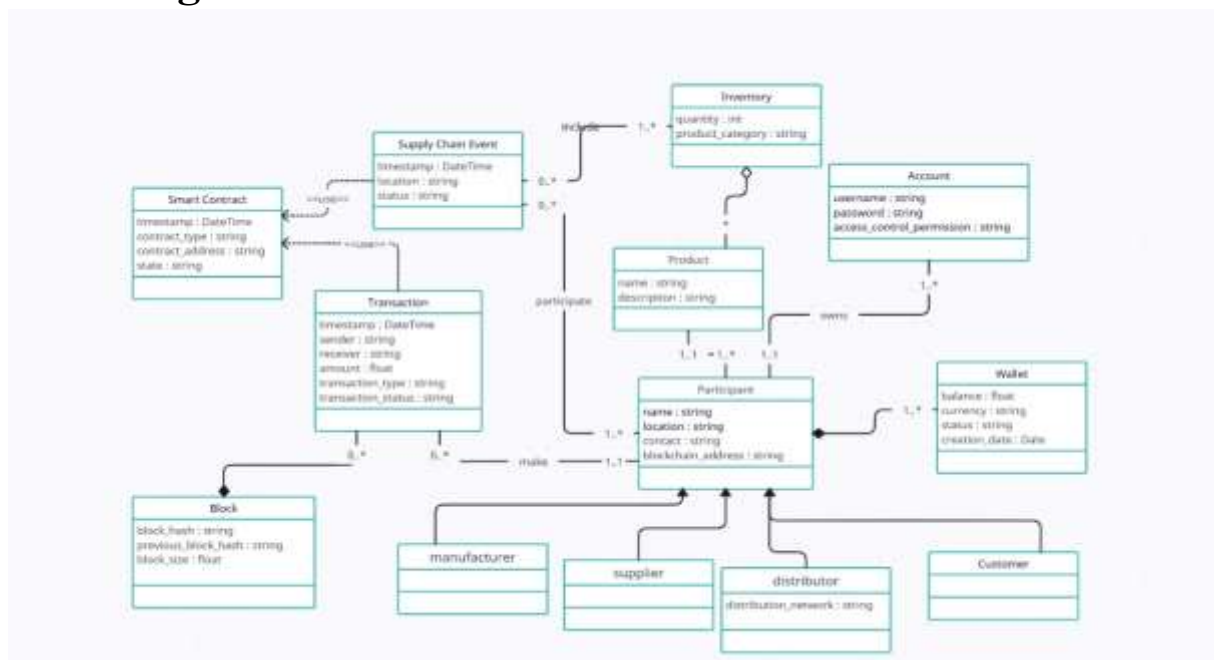 Inventory
quantity : int
product_category : string
Supply Chain Event
timestamp : DateTime
location : string
status : string
include
1..*
0..*
0..*
Account
username : string
password : string
access_control_permission : string
Smart Contract
timestamp : DateTime
contract_type : string
contract_address : string
state : string
<<use>>
<<use>>
*
Product
name : string
description : string
1..*
participate
owns
Transaction
timestamp : DateTime
sender : string
receiver : string
amount : float
transaction_type : string
transaction_status : string
1..1
1..*
1..1
Participant
name : string
location : string
contact : string
blockchain_address : string
Wallet
balance : float
currency : string
status : string
creation_date : Date
1..*
1..*
0..*
0..*
make
1..1
Block
block_hash : string
previous_block_hash : string
block_size : float
manufacturer
supplier
distributor
distribution_network : string
Customer